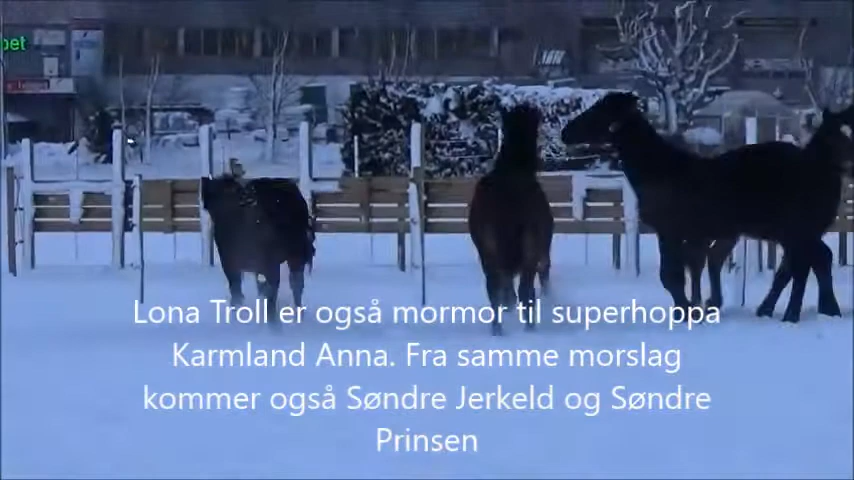 pet
Lona Troll er også mormor til superhoppa
Karmland Anna. Fra samme morslag
kommer også Søndre Jerkeld og Søndre
Prinsen